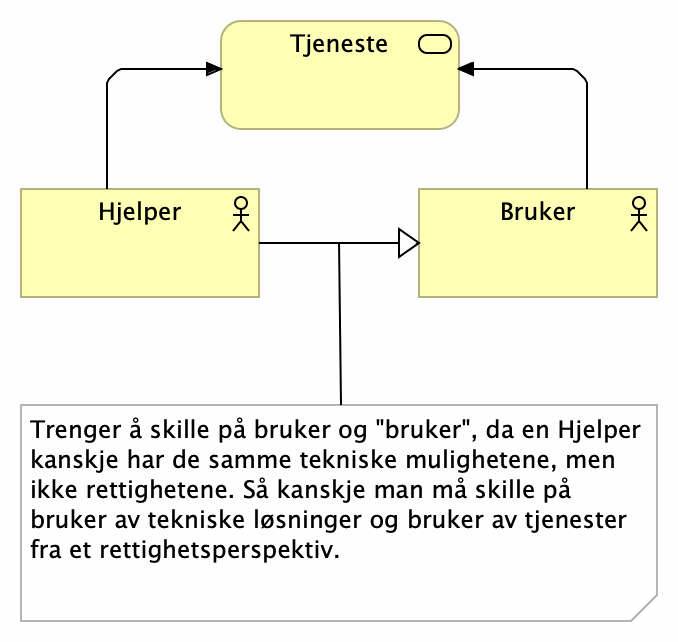 Tjeneste
Hjelper
Bruker
Trenger å skille på bruker og "bruker", da en Hjelper
kanskje har de samme tekniske mulighetene, men
ikke rettighetene. Så kanskje man må skille på
bruker av tekniske løsninger og bruker av tjenester
fra et rettighetsperspektiv.